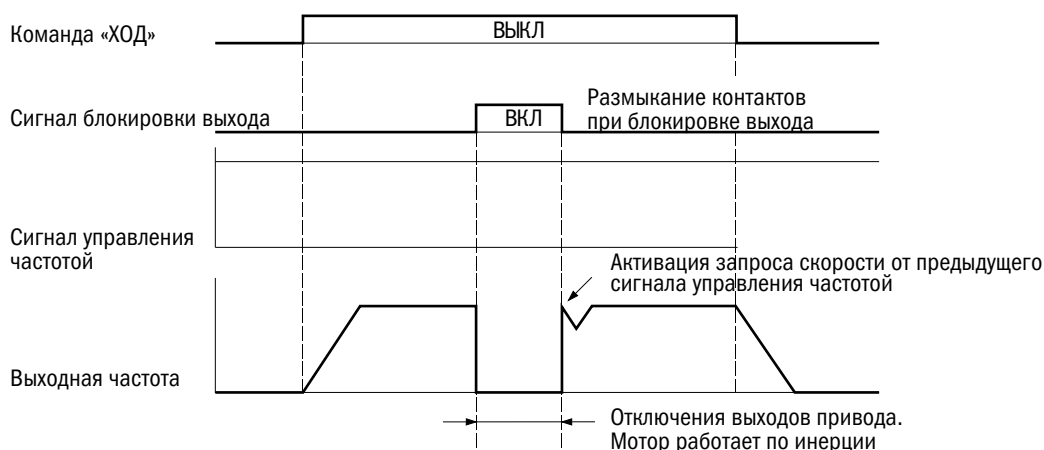 Команда «ХОД»
ВЫКЛ
Сигнал блокировки выхода
ВКЛ
Размыкание контактов
при блокировке выхода
Сигнал управления
частотой
Активация запроса скорости от предыдущего
сигнала управления частотой
Выходная частота
Отключения выходов привода.
Мотор работает по инерции